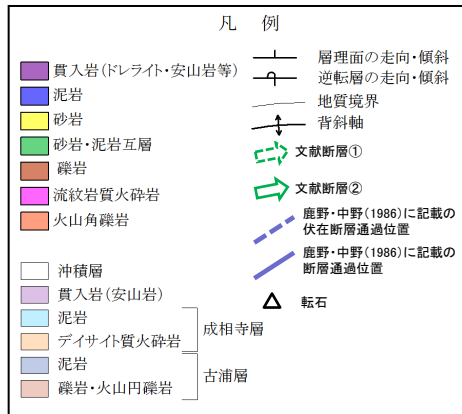 凡 例
貫入岩(ドレライト・安山岩等)
泥岩
砂岩
砂岩・泥岩互層
礫岩
流紋岩質火砕岩
火山角礫岩
沖積層
貫入岩(安山岩)
泥岩
デイサイト質火砕岩
成相寺層
泥岩
礫岩・火山円礫岩
古浦層
層理面の走向・傾斜
逆転層の走向・傾斜
地質境界
背斜軸
文献断層①
文献断層②
鹿野・中野(1986)に記載の
伏在断層通過位置
鹿野・中野(1986)に記載の
断層通過位置
転石